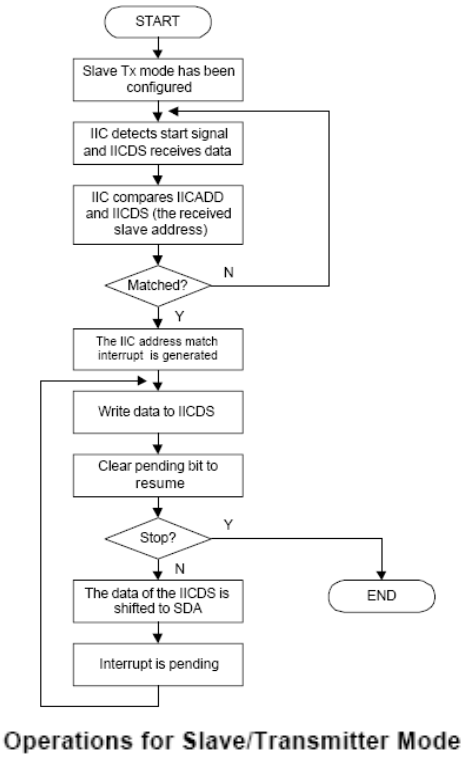 START
Slave Tx mode has been
configured
IIC detects start signal
and IICDS receives data
IIC compares IICADD
and IICDS (the received
slave address)
Matched?
N
Y
The IIC address match
interrupt is generated
Write data to IICDS
Clear pending bit to
resume
Stop?
Y
N
The data of the IICDS is
shifted to SDA
END
Interrupt is pending
Operations for Slave/Transmitter Mode